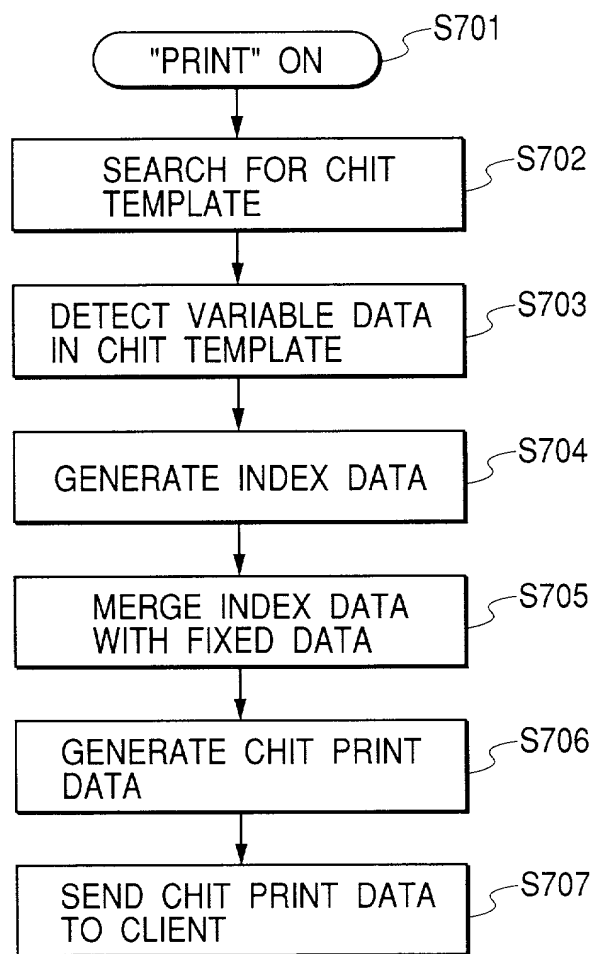 "PRINT" ON
S701
SEARCH FOR CHIT
TEMPLATE
S702
DETECT VARIABLE DATA
IN CHIT TEMPLATE
S703
GENERATE INDEX DATA
S704
MERGE INDEX DATA
WITH FIXED DATA
S705
GENERATE CHIT PRINT
DATA
S706
SEND CHIT PRINT DATA
TO CLIENT
S707